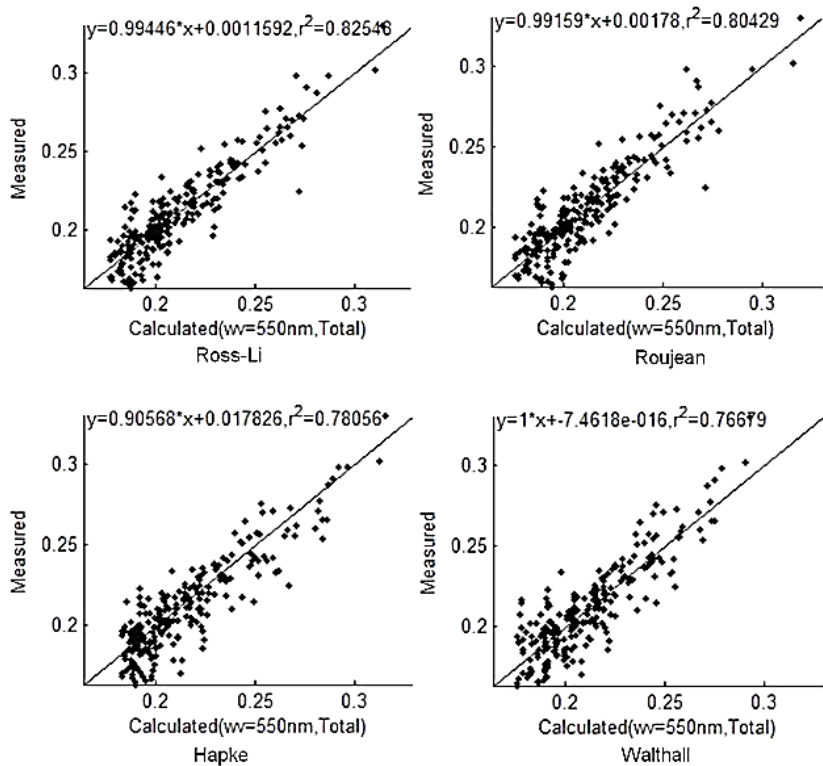 y=0.99446*x+0.0011592,r²=0.82546
0.3
0.25
0.2
Measured
0.2 0.25 0.3
Calculated(wv=550nm,Total)
Ross-Li
y=0.99159*x+0.00178,r²=0.80429
0.3
0.25
0.2
Measured
0.2 0.25 0.3
Calculated(wv=550nm,Total)
Roujean
y=0.90568*x+0.017826,r²=0.78056
0.3
0.25
0.2
Measured
0.2 0.25 0.3
Calculated(wv=550nm,Total)
Hapke
y=1*x+-7.4618e-016,r²=0.76679
0.3
0.25
0.2
Measured
0.2 0.25 0.3
Calculated(wv=550nm,Total)
Walthall